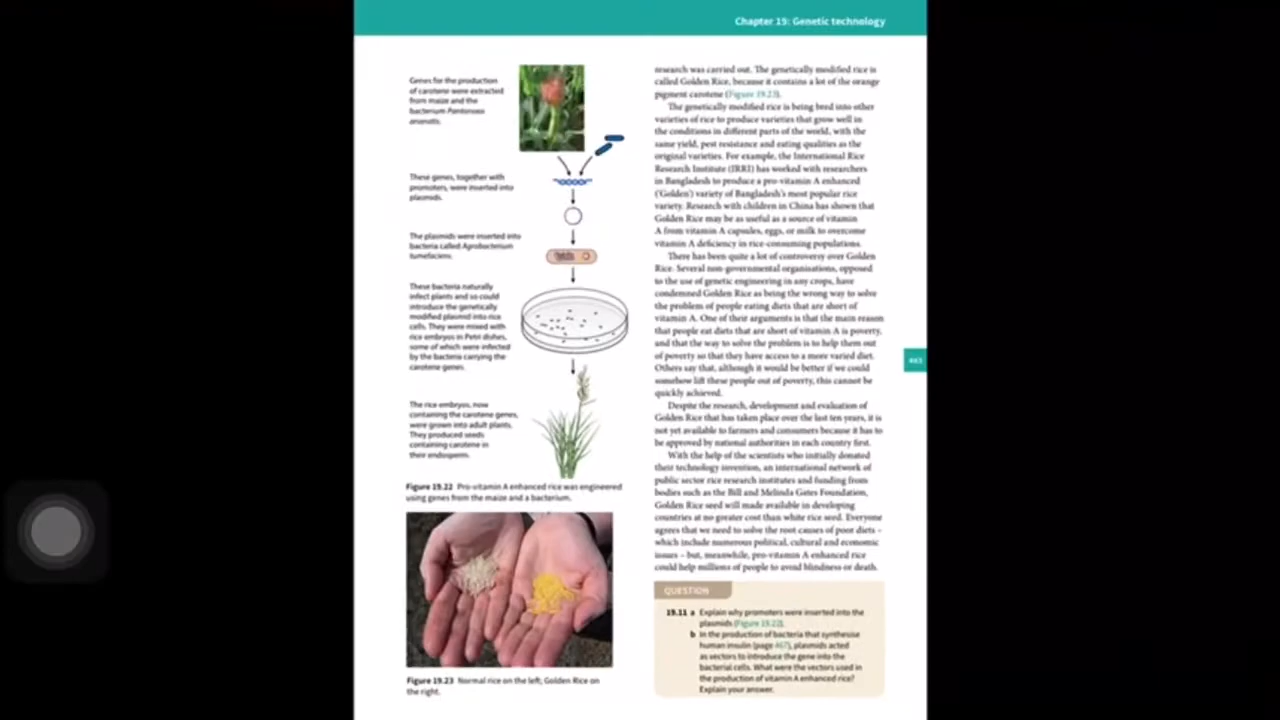 Chapter 19: Genetic technology
Genes for the production
of carotene were extracted
from maize and the
bacterium Pantonoea
ananatis.
These genes, together with
promoters, were inserted into
plasmids.
The plasmids were inserted into
bacteria called Agrobacterium
tumefaciens.
These bacteria naturally
infect plants and so could
introduce the genetically
modified plasmid into rice
cells. They were mixed with
rice embryos in Petri dishes,
some of which were infected
by the bacteria carrying the
carotene genes.
The rice embryos, now
containing the carotene genes,
were grown into adult plants.
They produced seeds
containing carotene in
their endosperm.
Figure 19.22 Pro-vitamin A enhanced rice was engineered
using genes from the maize and a bacterium.
Figure 19.23 Normal rice on the left; Golden Rice on
the right.
research was carried out. The genetically modified rice is
called Golden Rice, because it contains a lot of the orange
pigment carotene (Figure 19.23).
The genetically modified rice is being bred into other
varieties of rice to produce varieties that grow well in
the conditions in different parts of the world, with the
same yield, pest resistance and eating qualities as the
original varieties. For example, the International Rice
Research Institute (IRRI) has worked with researchers
in Bangladesh to produce a pro-vitamin A enhanced
('Golden') variety of Bangladesh's most popular rice
variety. Research with children in China has shown that
Golden Rice may be as useful as a source of vitamin
A from vitamin A capsules, eggs, or milk to overcome
vitamin A deficiency in rice-consuming populations.
There has been quite a lot of controversy over Golden
Rice. Several non-governmental organisations, opposed
to the use of genetic engineering in any crops, have
condemned Golden Rice as being the wrong way to solve
the problem of people eating diets that are short of
vitamin A. One of their arguments is that the main reason
that people eat diets that are short of vitamin A is poverty,
and that the way to solve the problem is to help them out
of poverty so that they have access to a more varied diet.
Others say that, although it would be better if we could
somehow lift these people out of poverty, this cannot be
quickly achieved.
Despite the research, development and evaluation of
Golden Rice that has taken place over the last ten years, it is
not yet available to farmers and consumers because it has to
be approved by national authorities in each country first.
With the help of the scientists who initially donated
their technology invention, an international network of
public sector rice research institutes and funding from
bodies such as the Bill and Melinda Gates Foundation,
Golden Rice seed will made available in developing
countries at no greater cost than white rice seed. Everyone
agrees that we need to solve the root causes of poor diets –
which include numerous political, cultural and economic
issues – but, meanwhile, pro-vitamin A enhanced rice
could help millions of people to avoid blindness or death.
QUESTION
19.11 a Explain why promoters were inserted into the
plasmids (Figure 19.22).
b In the production of bacteria that synthesise
human insulin (page 467), plasmids acted
as vectors to introduce the gene into the
bacterial cells. What were the vectors used in
the production of vitamin A enhanced rice?
Explain your answer.